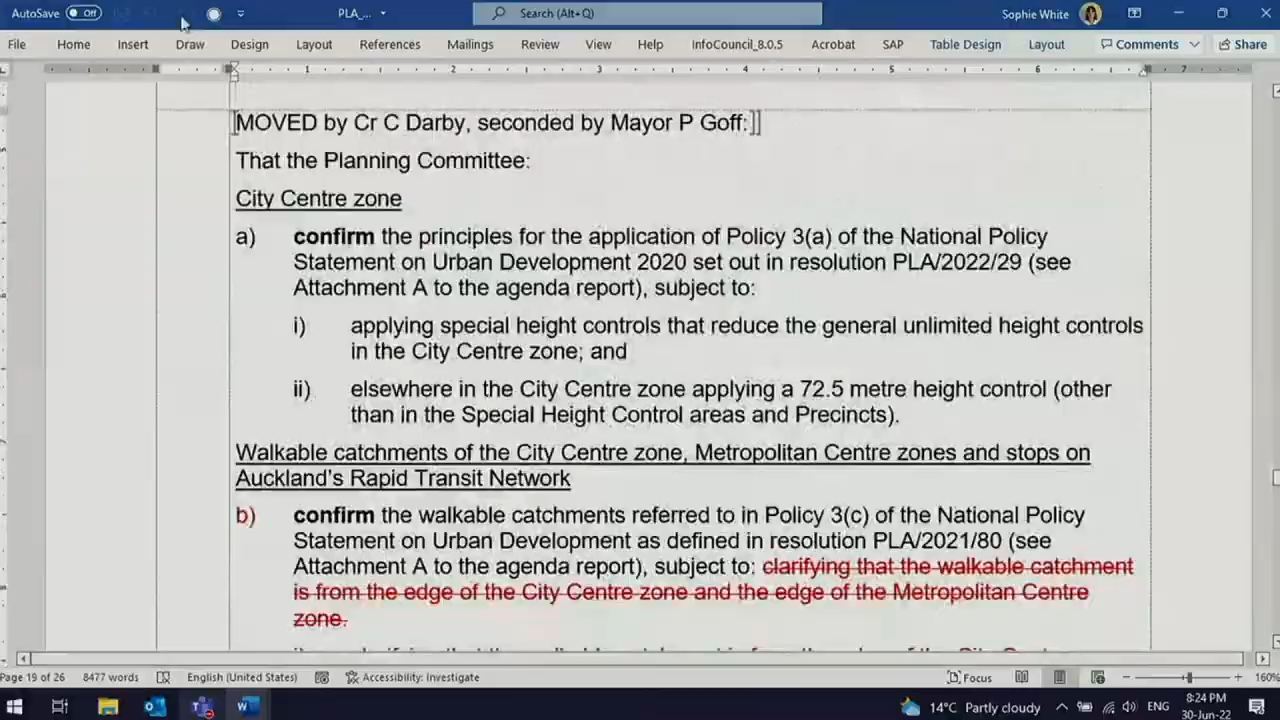 AutoSave Off PLA_... Search (Alt+Q) Sophie White
File Home Insert Draw Design Layout References Mailings Review View Help InfoCouncil_8.0.5 Acrobat SAP Table Design Layout Comments Share
1 2 3 4 5 6 7
MOVED by Cr C Darby, seconded by Mayor P Goff:
That the Planning Committee:
City Centre zone
a) confirm the principles for the application of Policy 3(a) of the National Policy
Statement on Urban Development 2020 set out in resolution PLA/2022/29 (see
Attachment A to the agenda report), subject to:
i) applying special height controls that reduce the general unlimited height controls
in the City Centre zone; and
ii) elsewhere in the City Centre zone applying a 72.5 metre height control (other
than in the Special Height Control areas and Precincts).
Walkable catchments of the City Centre zone, Metropolitan Centre zones and stops on
Auckland's Rapid Transit Network
b) confirm the walkable catchments referred to in Policy 3(c) of the National Policy
Statement on Urban Development as defined in resolution PLA/2021/80 (see
Attachment A to the agenda report), subject to: clarifying that the walkable catchment
is from the edge of the City Centre zone and the edge of the Metropolitan Centre
zone.
Page 19 of 26 8477 words English (United States) Accessibility: Investigate Focus 160%
14°C Partly cloudy ENG 8:24 PM
30-Jun-22